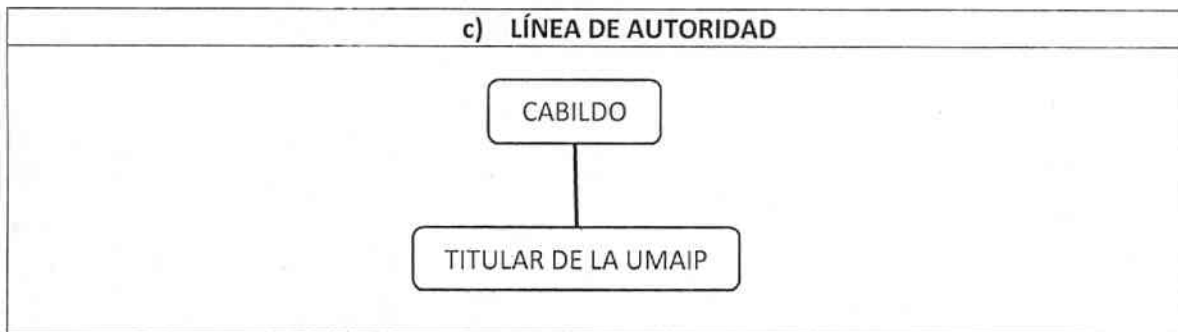 c) LÍNEA DE AUTORIDAD
CABILDO
TITULAR DE LA UMAIP